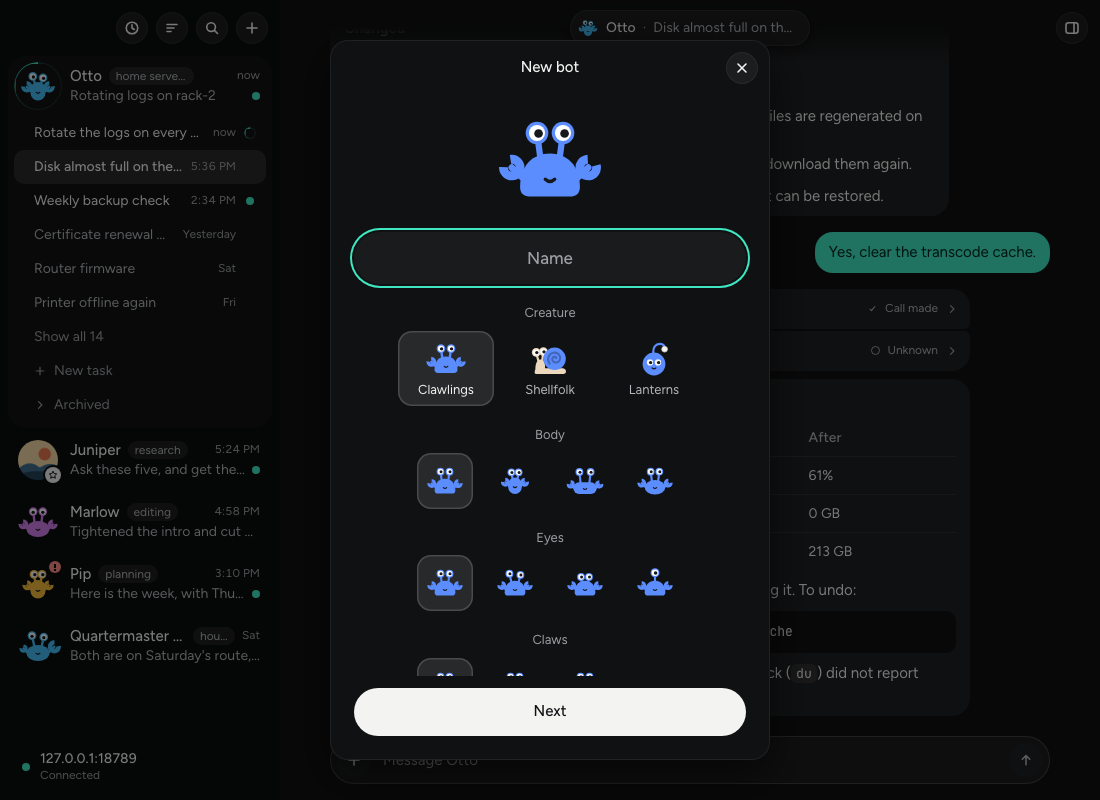 Otto home serve... now
Rotating logs on rack-2
Rotate the logs on every ... now
Disk almost full on the... 5:36 PM
Weekly backup check 2:34 PM
Certificate renewal ... Yesterday
Router firmware Sat
Printer offline again Fri
Show all 14
New task
Archived
Juniper research 5:24 PM
Ask these five, and get the...
Marlow editing 4:58 PM
Tightened the intro and cut ...
Pip planning 3:10 PM
Here is the week, with Thu...
Quartermaster ... hou... Sat
Both are on Saturday's route,...
127.0.0.1:18789
Connected
Otto · Disk almost full on th...
New bot
Name
Creature
Clawlings Shellfolk Lanterns
Body
Eyes
Claws
Next
iles are regenerated on
download them again.
can be restored.
Yes, clear the transcode cache.
Call made
Unknown
After
61%
0 GB
213 GB
g it. To undo:
che
ck ( du ) did not report
Message Otto